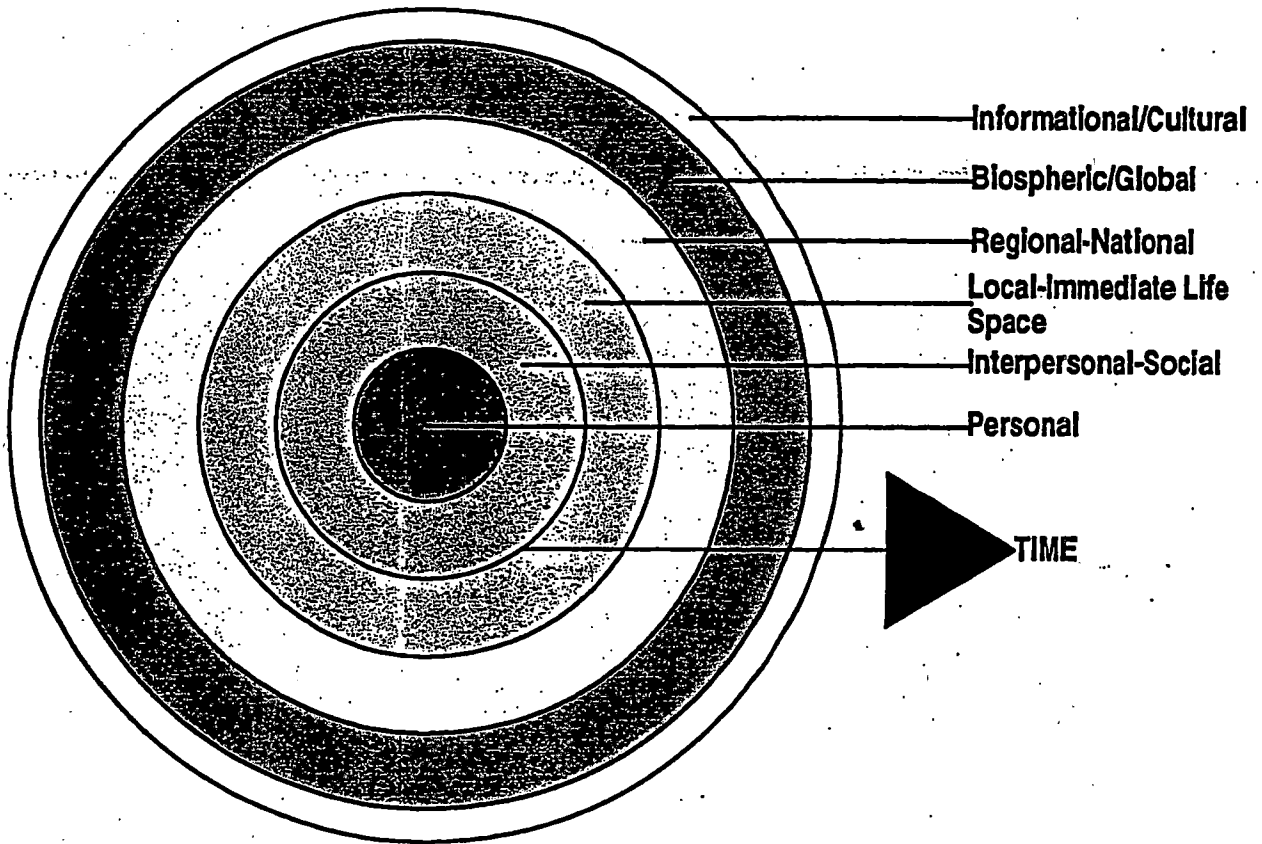 Informational/Cultural
Biospheric/Global
Regional-National
Local-Immediate Life
Space
Interpersonal-Social
Personal
TIME